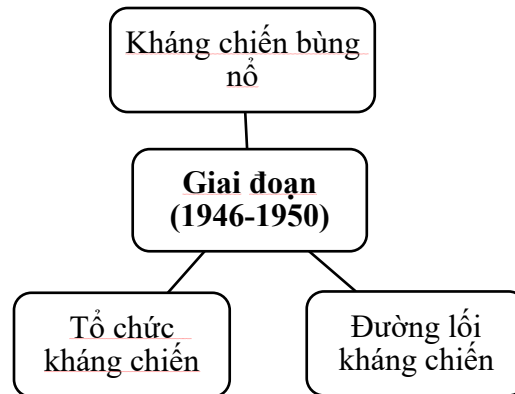 Kháng chiến bùng
nổ
Giai đoạn
(1946-1950)
Tổ chức
kháng chiến
Đường lối
kháng chiến